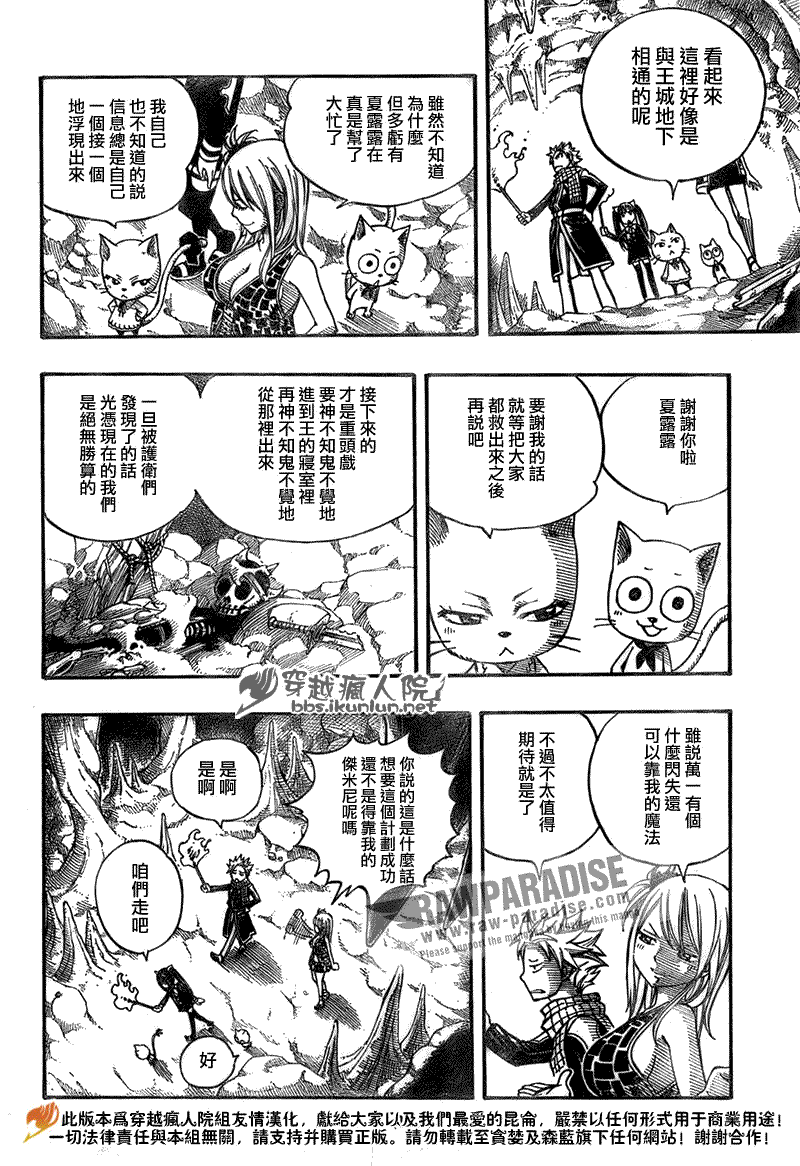 看起來
這裡好像是
與王城地下
相通的呢
雖然不知道
為什麼
但多虧有
夏露露在
真是幫了
大忙了
我自己
也不知道的說
信息總是自己
一個接一個
地浮現出來
謝謝你啦
夏露露
要謝我的話
就等把大家
都救出來之後
再說吧
接下來的
才是重頭戲
要神不知鬼不覺地
進到王的寢室裡
再神不知鬼不覺地
從那裡出來
一旦被護衛們
發現了的話
光憑現在的我們
是絕無勝算的
穿越瘋人院
bbs.ikunlun.net
雖説萬一有個
什麼閃失還
可以靠我的魔法
不過不太值得
期待就是了
你説的這是什麼話
想要這個計劃成功
還不是得靠我的
傑米尼呢嗎
是啊
是啊
咱們走吧
好
RAWPARADISE
www.raw-paradise.com
Please support the mangaka by buying this manga
此版本爲穿越瘋人院組友情漢化，獻給大家以及我們最愛的昆侖，嚴禁以任何形式用于商業用途！
一切法律責任與本組無關，請支持并購買正版。請勿轉載至貪婪及森藍旗下任何網站！謝謝合作！